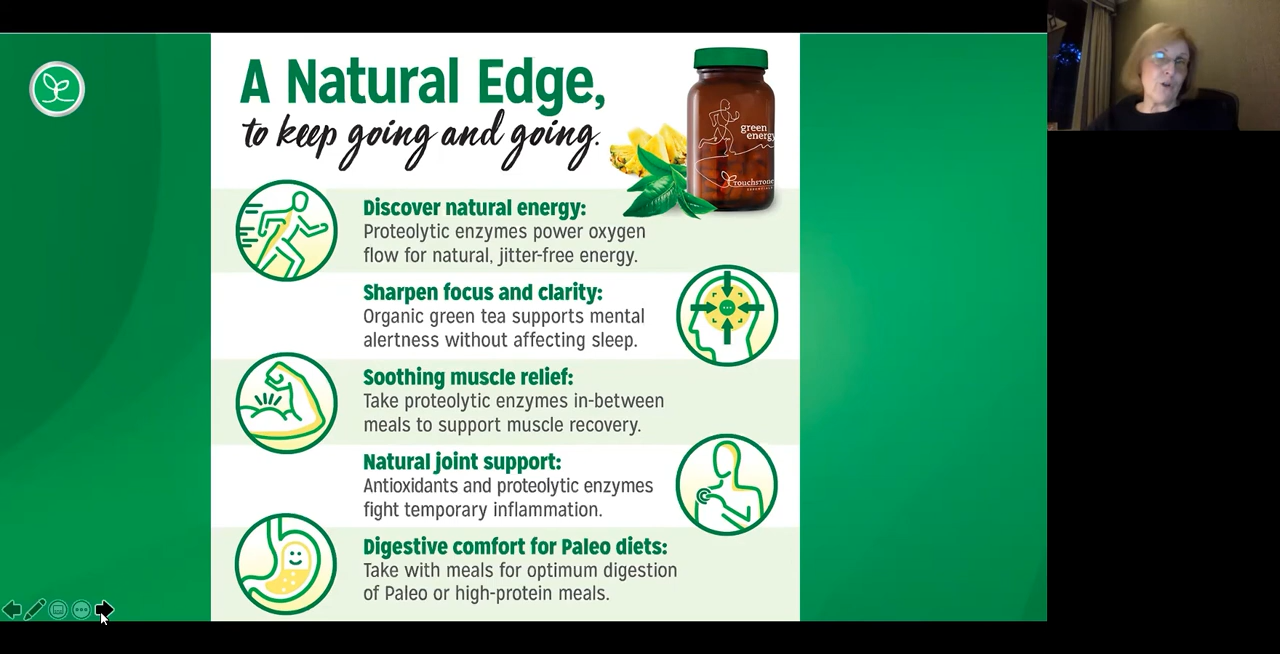 A Natural Edge,
to keep going and going.
green
energy
TOUCHSTONE
ESSENTIALS
Discover natural energy:
Proteolytic enzymes power oxygen
flow for natural, jitter-free energy.
Sharpen focus and clarity:
Organic green tea supports mental
alertness without affecting sleep.
Soothing muscle relief:
Take proteolytic enzymes in-between
meals to support muscle recovery.
Natural joint support:
Antioxidants and proteolytic enzymes
fight temporary inflammation.
Digestive comfort for Paleo diets:
Take with meals for optimum digestion
of Paleo or high-protein meals.